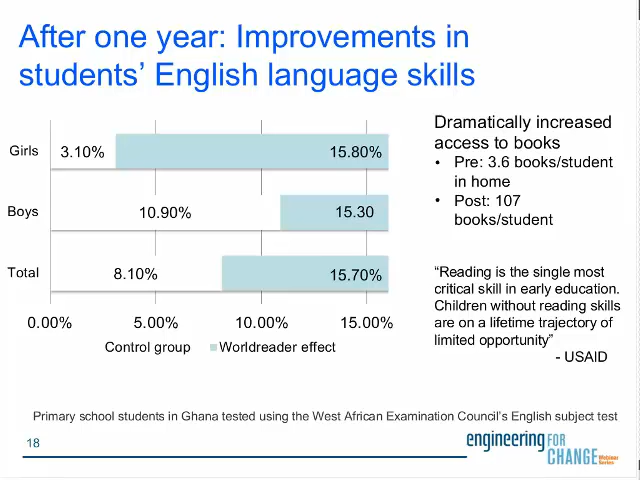 After one year: Improvements in
students’ English language skills
Girls
3.10%
15.80%
Boys
10.90%
15.30
Total
8.10%
15.70%
0.00%
5.00%
10.00%
15.00%
Control group
Worldreader effect
Dramatically increased
access to books
• Pre: 3.6 books/student
in home
• Post: 107
books/student
“Reading is the single most
critical skill in early education.
Children without reading skills
are on a lifetime trajectory of
limited opportunity”
- USAID
Primary school students in Ghana tested using the West African Examination Council’s English subject test
18
engineering FOR
CHANGE Webinar
Series